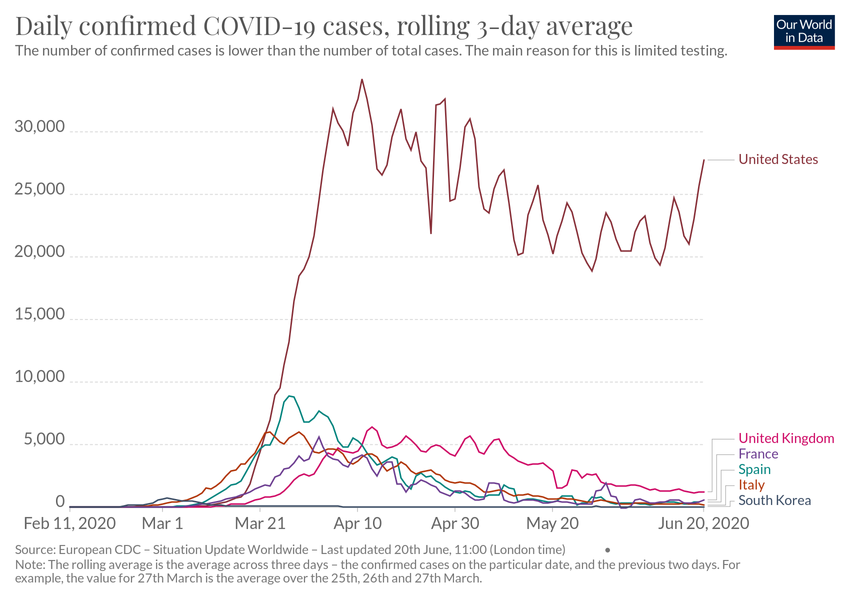 Daily confirmed COVID-19 cases, rolling 3-day average
The number of confirmed cases is lower than the number of total cases. The main reason for this is limited testing.
Our World
in Data
30,000
25,000
20,000
15,000
10,000
5,000
0
United States
United Kingdom
France
Spain
Italy
South Korea
Feb 11, 2020 Mar 1 Mar 21 Apr 10 Apr 30 May 20 Jun 20, 2020
Source: European CDC – Situation Update Worldwide – Last updated 20th June, 11:00 (London time) •
Note: The rolling average is the average across three days – the confirmed cases on the particular date, and the previous two days. For
example, the value for 27th March is the average over the 25th, 26th and 27th March.